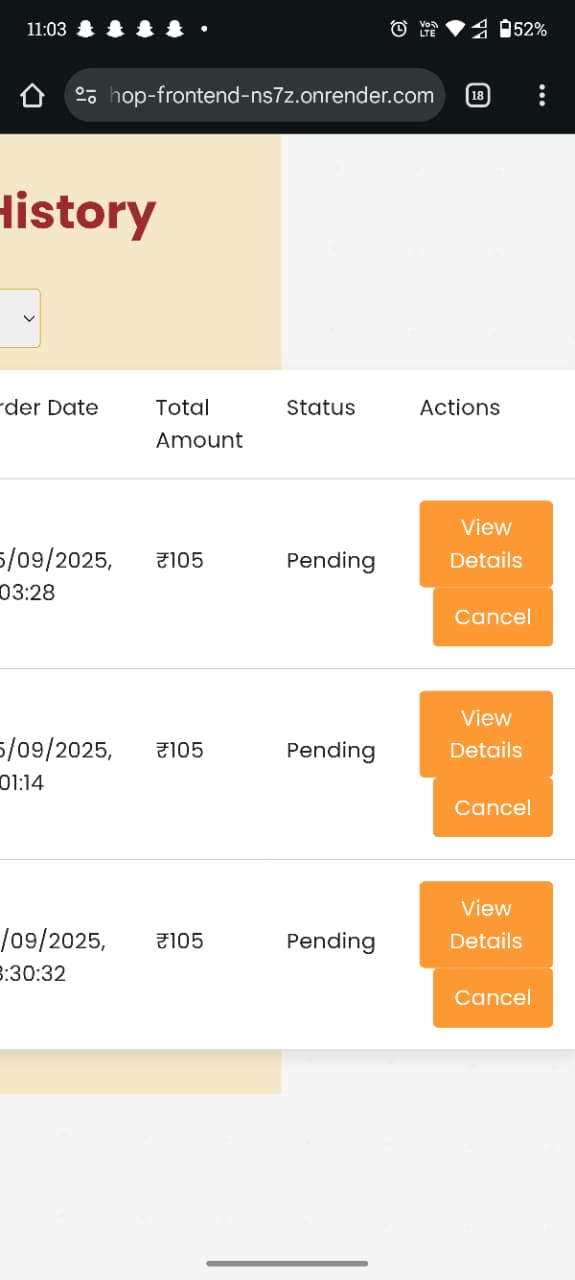 11:03
Vo)) LTE
52%
hop-frontend-ns7z.onrender.com
18
History
rder Date
Total
Amount
Status
Actions
5/09/2025,
03:28
₹105
Pending
View
Details
Cancel
5/09/2025,
01:14
₹105
Pending
View
Details
Cancel
/09/2025,
:30:32
₹105
Pending
View
Details
Cancel